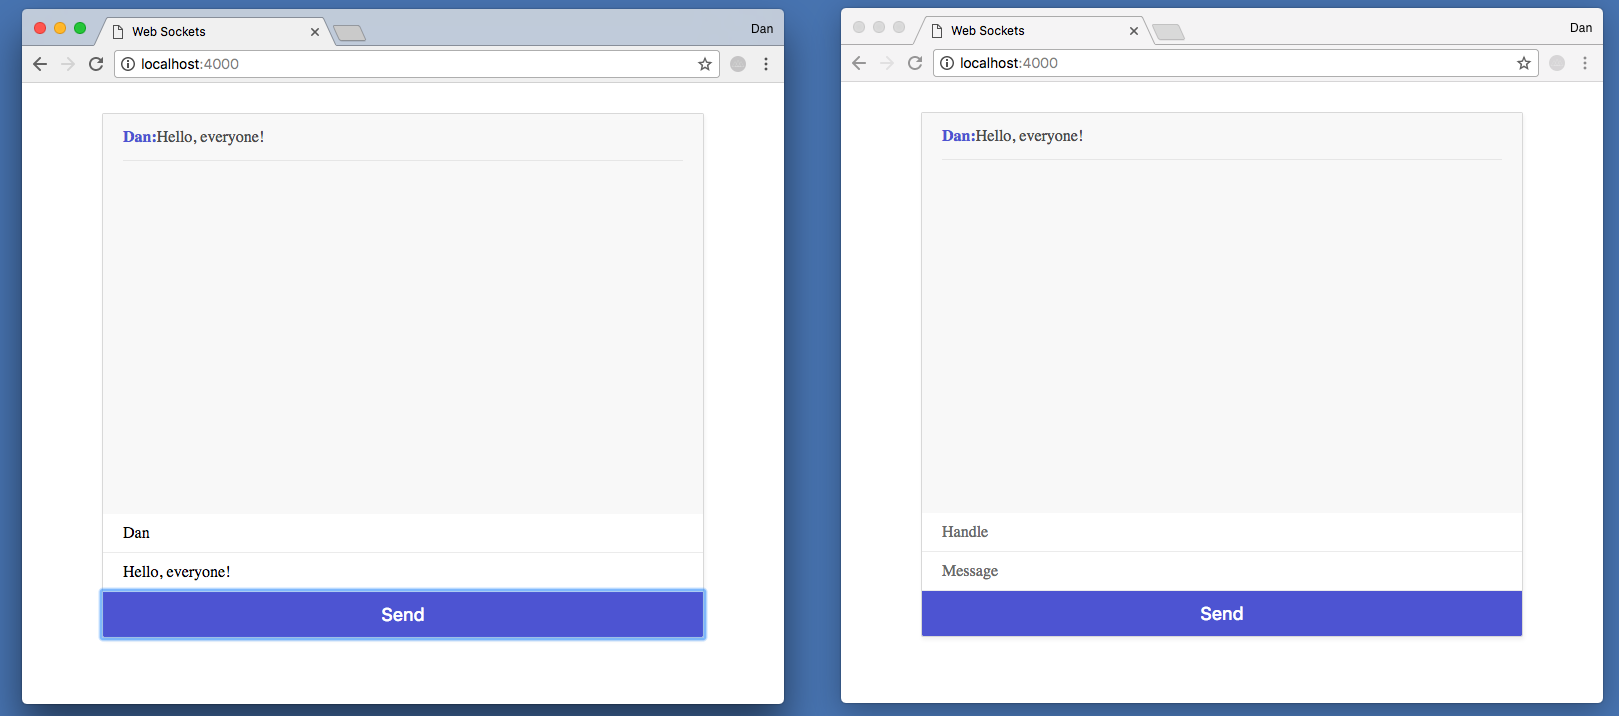 Web Sockets
Dan
localhost:4000
Dan:Hello, everyone!
Dan
Hello, everyone!
Send
Web Sockets
Dan
localhost:4000
Dan:Hello, everyone!
Handle
Message
Send